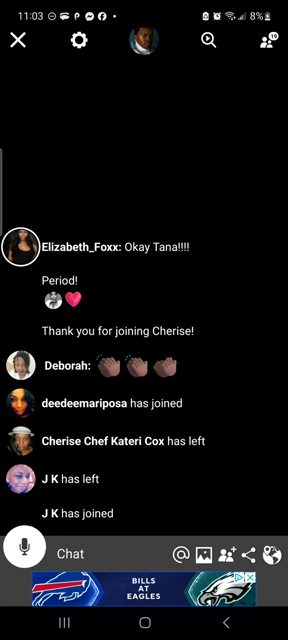 11:03
8%
19
Elizabeth_Foxx: Okay Tana!!!!
Period!
Thank you for joining Cherise!
Deborah:
deedeemariposa has joined
Cherise Chef Kateri Cox has left
J K has left
J K has joined
Chat
BILLS
AT
EAGLES